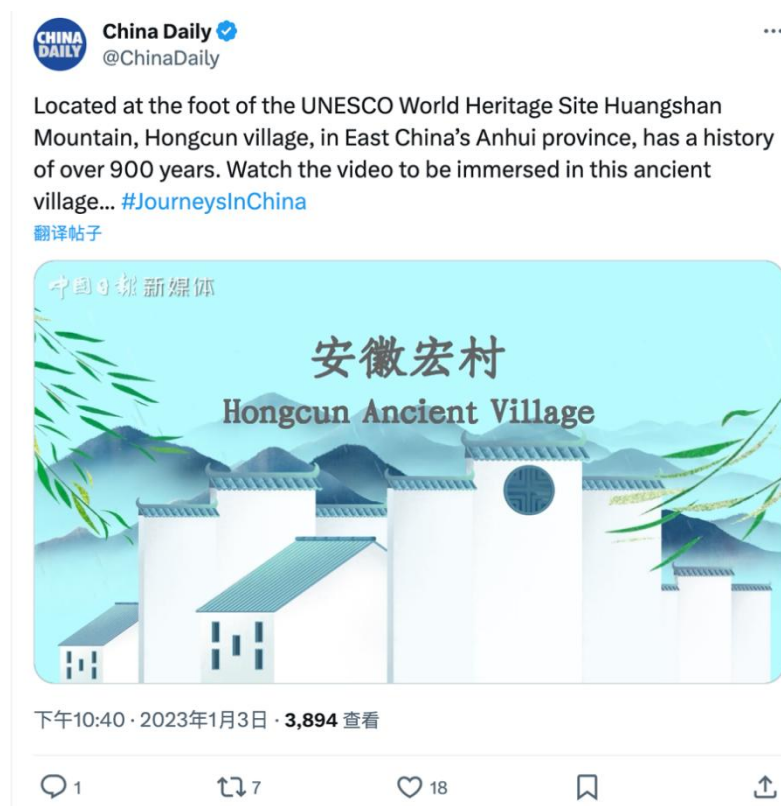 CHINA
DAILY
China Daily
@ChinaDaily
Located at the foot of the UNESCO World Heritage Site Huangshan
Mountain, Hongcun village, in East China’s Anhui province, has a history
of over 900 years. Watch the video to be immersed in this ancient
village... #JourneysInChina
翻译帖子
中国日报新媒体
安徽宏村
Hongcun Ancient Village
下午10:40 · 2023年1月3日 · 3,894 查看
1 7 18